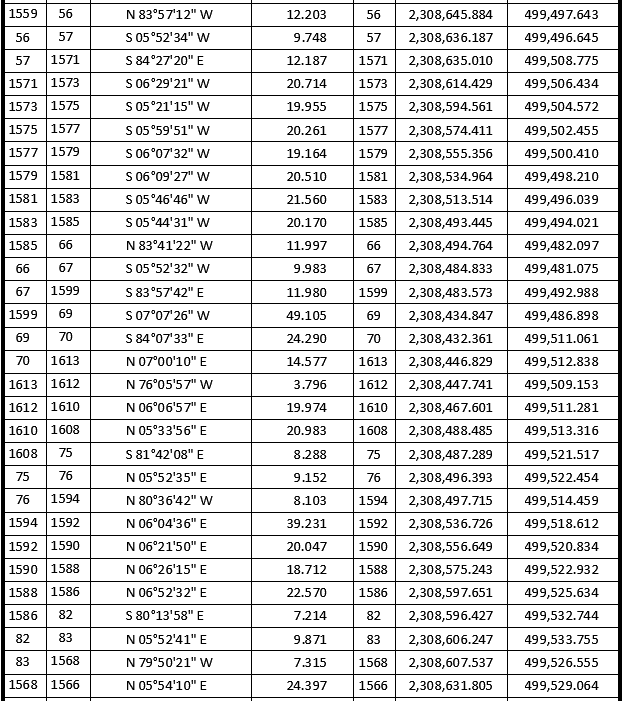 1559 56 N 83°57'12" W 12.203 56 2,308,645.884 499,497.643
56 57 S 05°52'34" W 9.748 57 2,308,636.187 499,496.645
57 1571 S 84°27'20" E 12.187 1571 2,308,635.010 499,508.775
1571 1573 S 06°29'21" W 20.714 1573 2,308,614.429 499,506.434
1573 1575 S 05°21'15" W 19.955 1575 2,308,594.561 499,504.572
1575 1577 S 05°59'51" W 20.261 1577 2,308,574.411 499,502.455
1577 1579 S 06°07'32" W 19.164 1579 2,308,555.356 499,500.410
1579 1581 S 06°09'27" W 20.510 1581 2,308,534.964 499,498.210
1581 1583 S 05°46'46" W 21.560 1583 2,308,513.514 499,496.039
1583 1585 S 05°44'31" W 20.170 1585 2,308,493.445 499,494.021
1585 66 N 83°41'22" W 11.997 66 2,308,494.764 499,482.097
66 67 S 05°52'32" W 9.983 67 2,308,484.833 499,481.075
67 1599 S 83°57'42" E 11.980 1599 2,308,483.573 499,492.988
1599 69 S 07°07'26" W 49.105 69 2,308,434.847 499,486.898
69 70 S 84°07'33" E 24.290 70 2,308,432.361 499,511.061
70 1613 N 07°00'10" E 14.577 1613 2,308,446.829 499,512.838
1613 1612 N 76°05'57" W 3.796 1612 2,308,447.741 499,509.153
1612 1610 N 06°06'57" E 19.974 1610 2,308,467.601 499,511.281
1610 1608 N 05°33'56" E 20.983 1608 2,308,488.485 499,513.316
1608 75 S 81°42'08" E 8.288 75 2,308,487.289 499,521.517
75 76 N 05°52'35" E 9.152 76 2,308,496.393 499,522.454
76 1594 N 80°36'42" W 8.103 1594 2,308,497.715 499,514.459
1594 1592 N 06°04'36" E 39.231 1592 2,308,536.726 499,518.612
1592 1590 N 06°21'50" E 20.047 1590 2,308,556.649 499,520.834
1590 1588 N 06°26'15" E 18.712 1588 2,308,575.243 499,522.932
1588 1586 N 06°52'32" E 22.570 1586 2,308,597.651 499,525.634
1586 82 S 80°13'58" E 7.214 82 2,308,596.427 499,532.744
82 83 N 05°52'41" E 9.871 83 2,308,606.247 499,533.755
83 1568 N 79°50'21" W 7.315 1568 2,308,607.537 499,526.555
1568 1566 N 05°54'10" E 24.397 1566 2,308,631.805 499,529.064